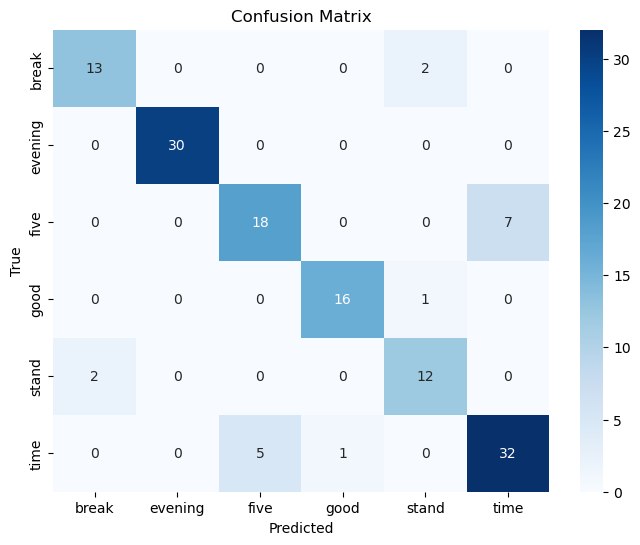 Confusion Matrix
True
break 13 0 0 0 2 0
evening 0 30 0 0 0 0
five 0 0 18 0 0 7
good 0 0 0 16 1 0
stand 2 0 0 0 12 0
time 0 0 5 1 0 32
break evening five good stand time
Predicted
30
25
20
15
10
5
0